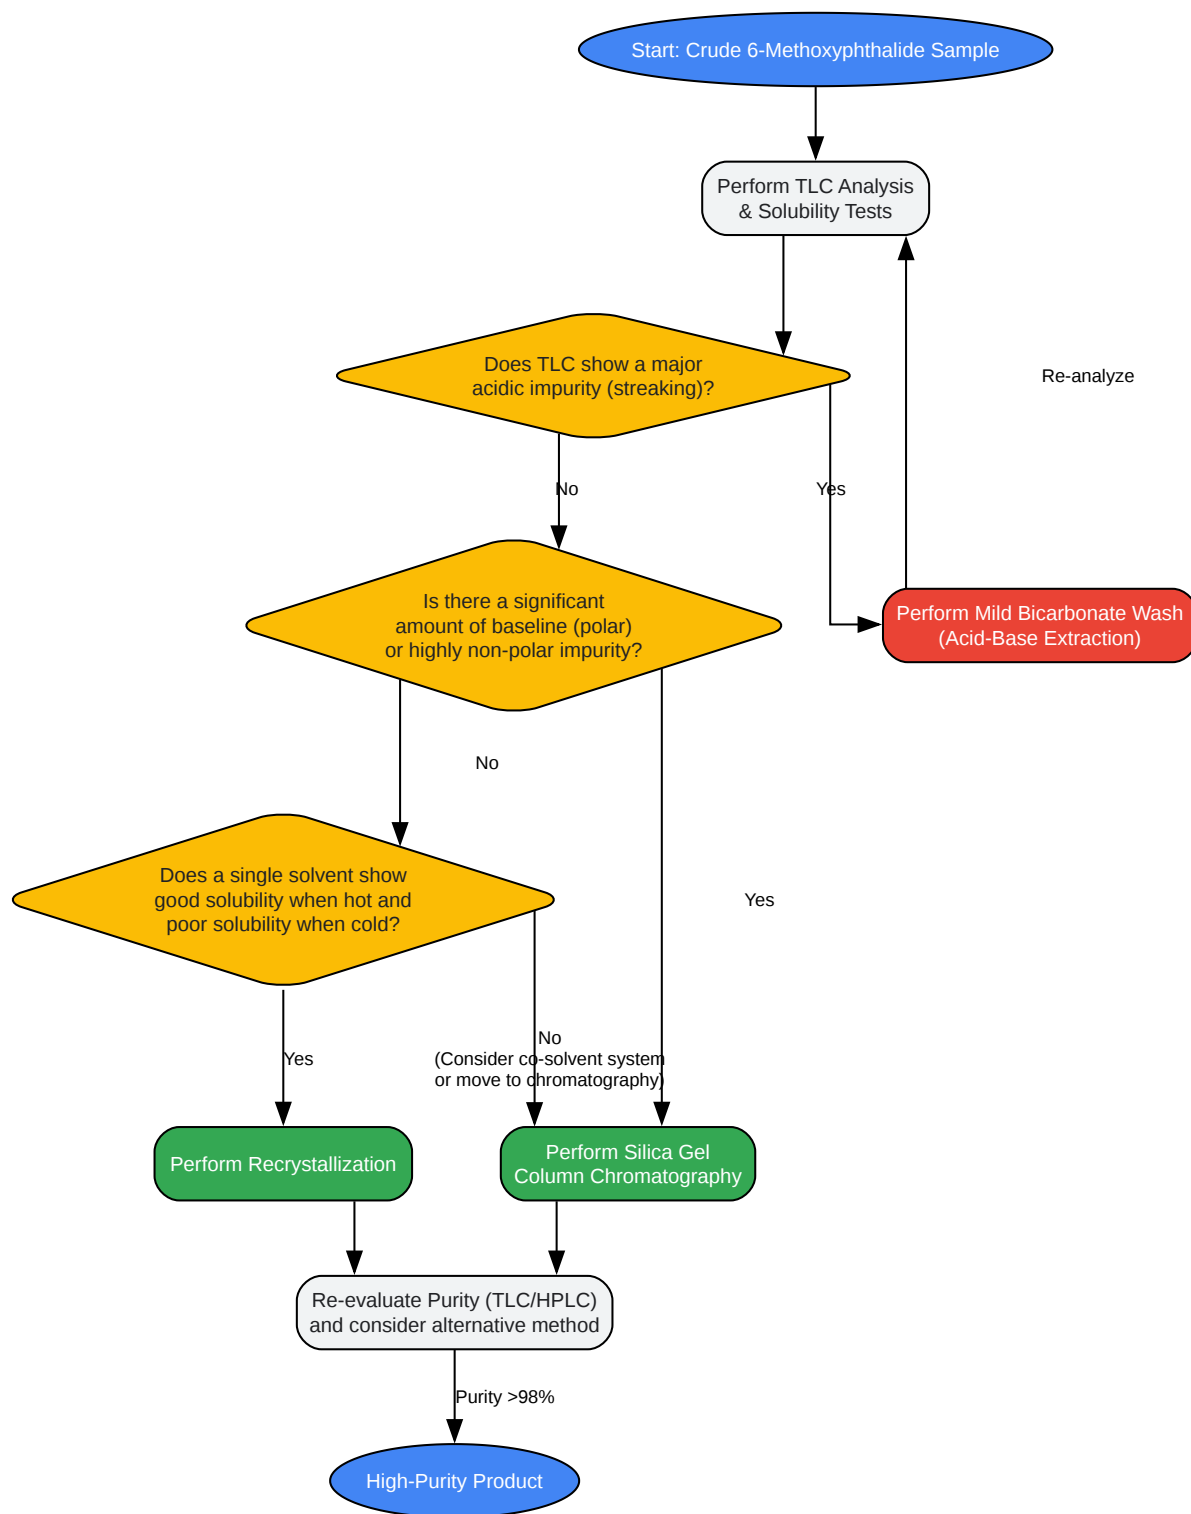 Start: Crude 6-Methoxyphthalide Sample
Perform TLC Analysis
& Solubility Tests
Does TLC show a major
acidic impurity (streaking)?
Re-analyze
No
Yes
Is there a significant
amount of baseline (polar)
or highly non-polar impurity?
Perform Mild Bicarbonate Wash
(Acid-Base Extraction)
No
Does a single solvent show
good solubility when hot and
poor solubility when cold?
Yes
Yes
No
(Consider co-solvent system
or move to chromatography)
Perform Recrystallization
Perform Silica Gel
Column Chromatography
Re-evaluate Purity (TLC/HPLC)
and consider alternative method
Purity >98%
High-Purity Product